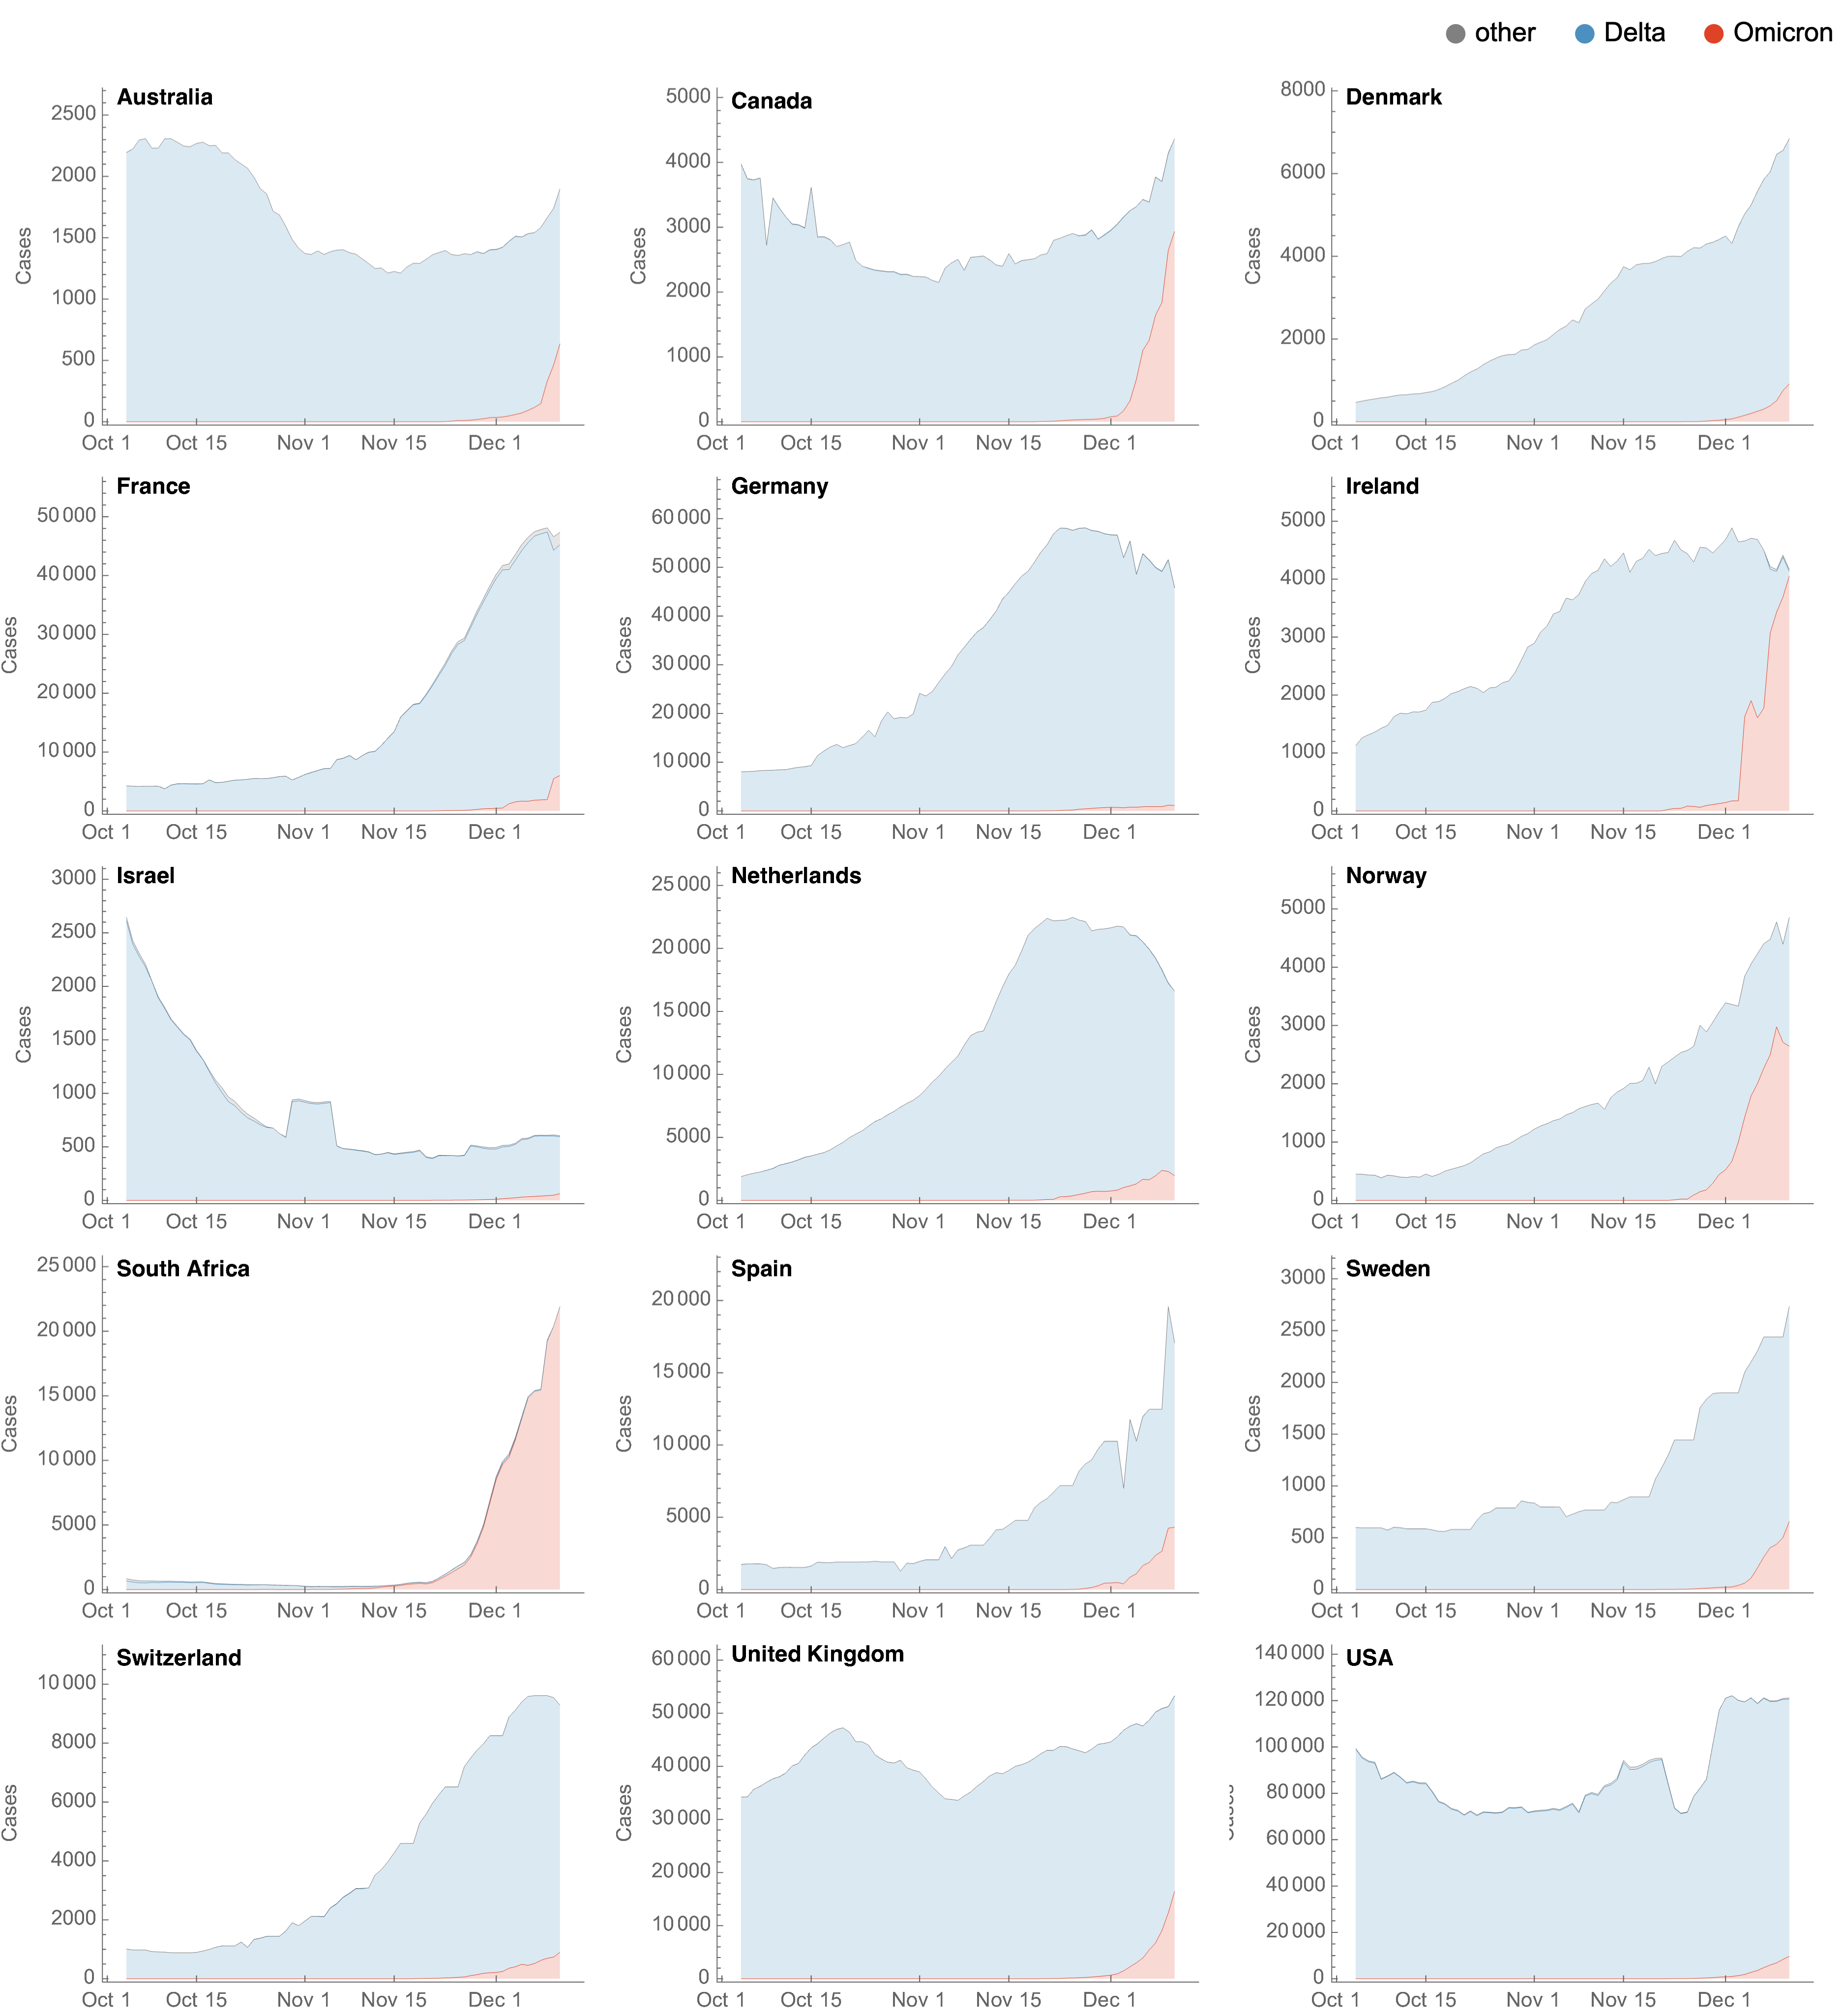 other Delta Omicron
Australia
2500
2000
1500
1000
500
0
Cases
Oct 1 Oct 15 Nov 1 Nov 15 Dec 1
Canada
5000
4000
3000
2000
1000
0
Cases
Oct 1 Oct 15 Nov 1 Nov 15 Dec 1
Denmark
8000
6000
4000
2000
0
Cases
Oct 1 Oct 15 Nov 1 Nov 15 Dec 1
France
50 000
40 000
30 000
20 000
10 000
0
Cases
Oct 1 Oct 15 Nov 1 Nov 15 Dec 1
Germany
60 000
50 000
40 000
30 000
20 000
10 000
0
Cases
Oct 1 Oct 15 Nov 1 Nov 15 Dec 1
Ireland
5000
4000
3000
2000
1000
0
Cases
Oct 1 Oct 15 Nov 1 Nov 15 Dec 1
Israel
3000
2500
2000
1500
1000
500
0
Cases
Oct 1 Oct 15 Nov 1 Nov 15 Dec 1
Netherlands
25 000
20 000
15 000
10 000
5000
0
Cases
Oct 1 Oct 15 Nov 1 Nov 15 Dec 1
Norway
5000
4000
3000
2000
1000
0
Cases
Oct 1 Oct 15 Nov 1 Nov 15 Dec 1
South Africa
25 000
20 000
15 000
10 000
5000
0
Cases
Oct 1 Oct 15 Nov 1 Nov 15 Dec 1
Spain
20 000
15 000
10 000
5000
0
Cases
Oct 1 Oct 15 Nov 1 Nov 15 Dec 1
Sweden
3000
2500
2000
1500
1000
500
0
Cases
Oct 1 Oct 15 Nov 1 Nov 15 Dec 1
Switzerland
10 000
8000
6000
4000
2000
0
Cases
Oct 1 Oct 15 Nov 1 Nov 15 Dec 1
United Kingdom
60 000
50 000
40 000
30 000
20 000
10 000
0
Cases
Oct 1 Oct 15 Nov 1 Nov 15 Dec 1
USA
140 000
120 000
100 000
80 000
60 000
40 000
20 000
0
Cases
Oct 1 Oct 15 Nov 1 Nov 15 Dec 1